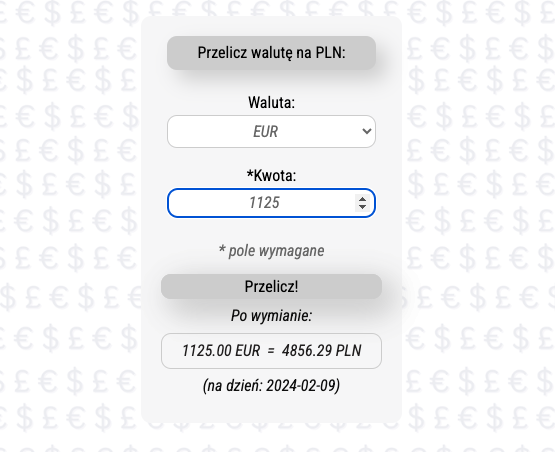 Przelicz walutę na PLN:
Waluta:
EUR
*Kwota:
1125
* pole wymagane
Przelicz!
Po wymianie:
1125.00 EUR = 4856.29 PLN
(na dzień: 2024-02-09)